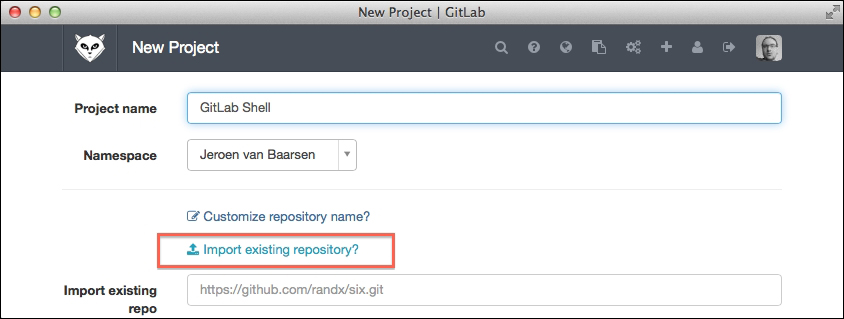 New Project | GitLab
New Project
Project name
GitLab Shell
Namespace
Jeroen van Baarsen
Customize repository name?
Import existing repository?
Import existing
repo
https://github.com/randx/six.git